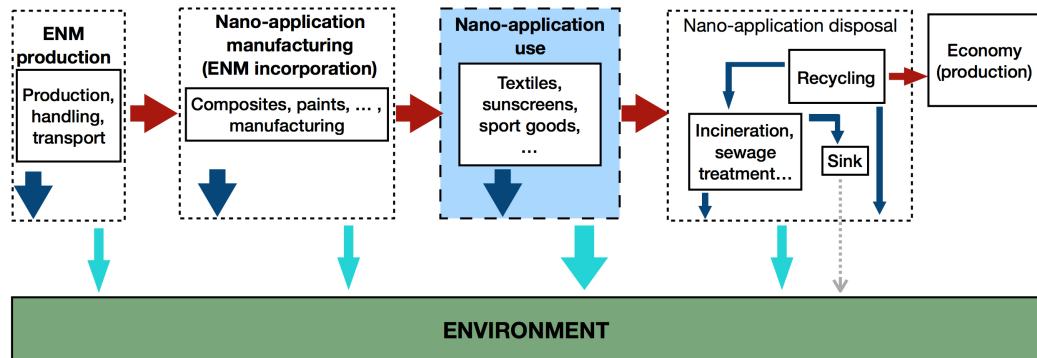 ENM
production
Production,
handling,
transport
Nano-application
manufacturing
(ENM incorporation)
Composites, paints, … ,
manufacturing
Nano-application
use
Textiles,
sunscreens,
sport goods,
…
Nano-application disposal
Recycling
Incineration,
sewage
treatment…
Sink
Economy
(production)
ENVIRONMENT